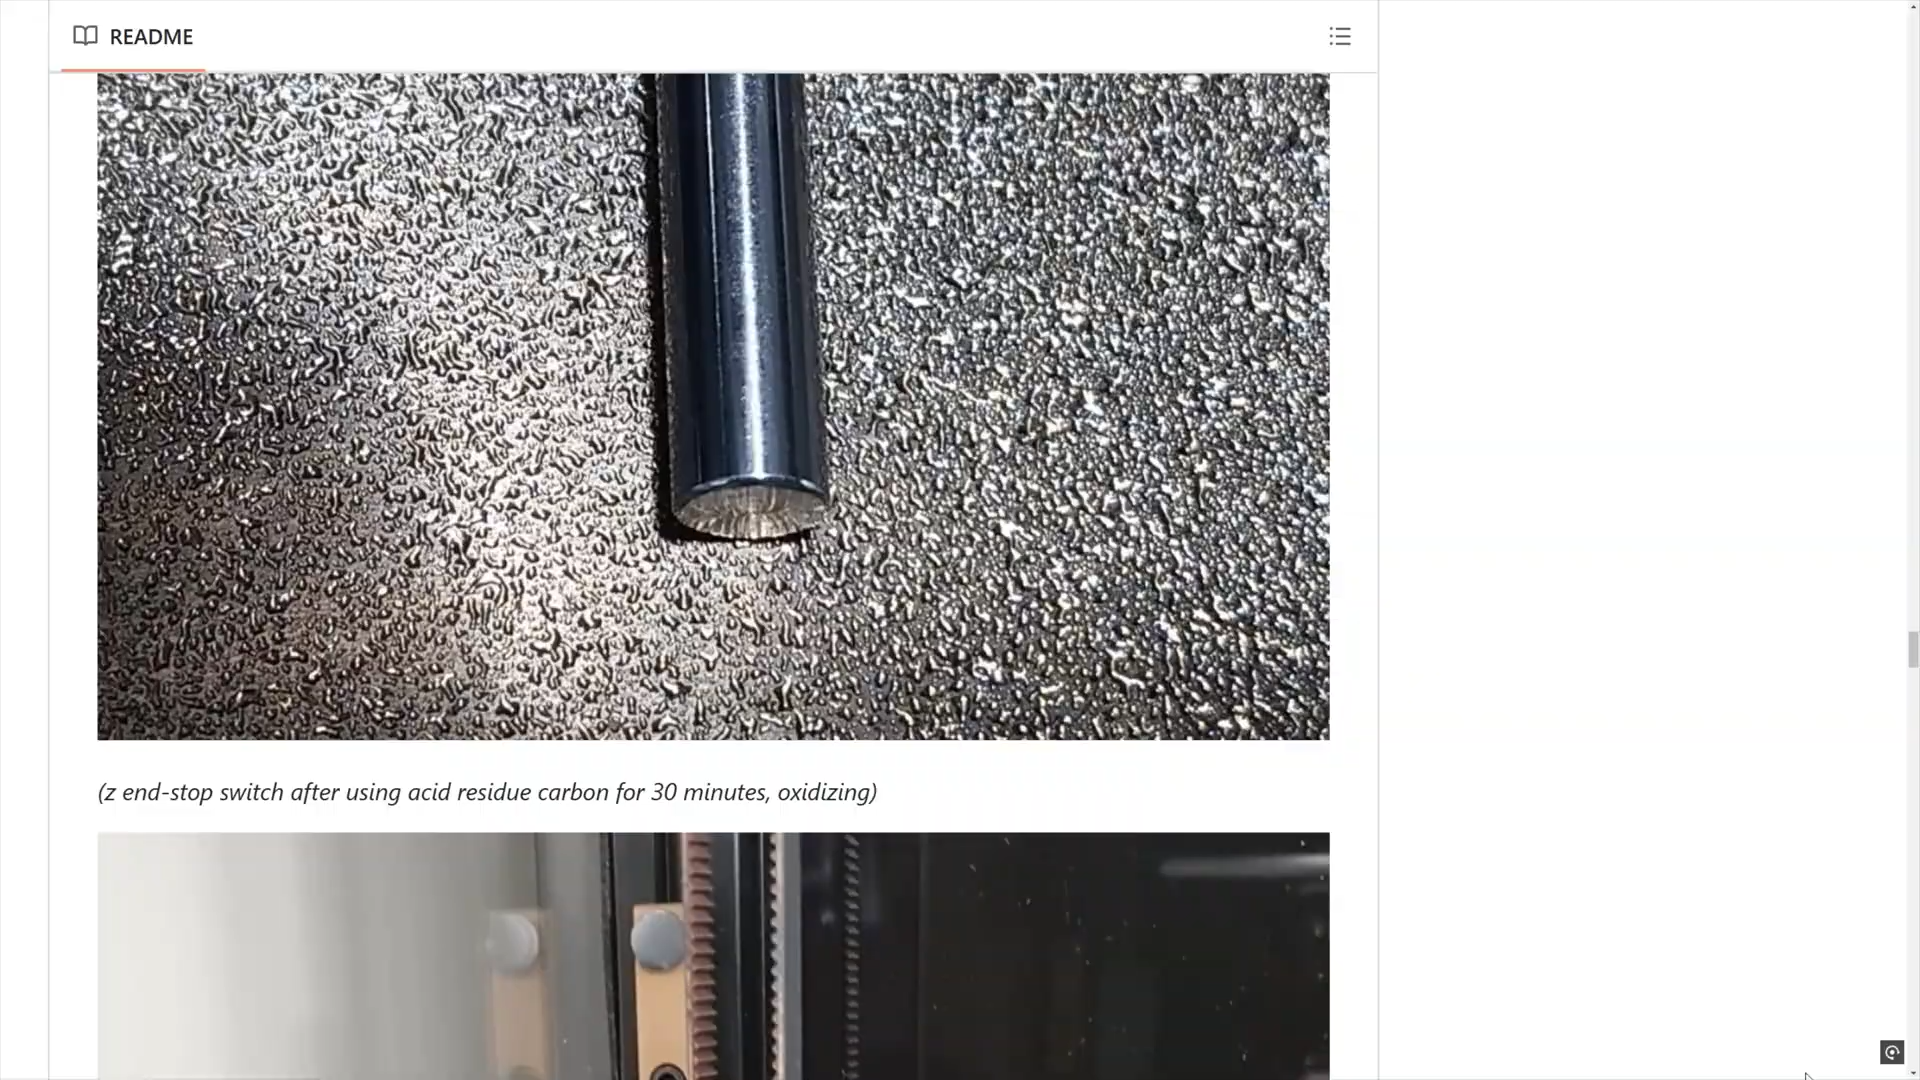 README
(z end-stop switch after using acid residue carbon for 30 minutes, oxidizing)